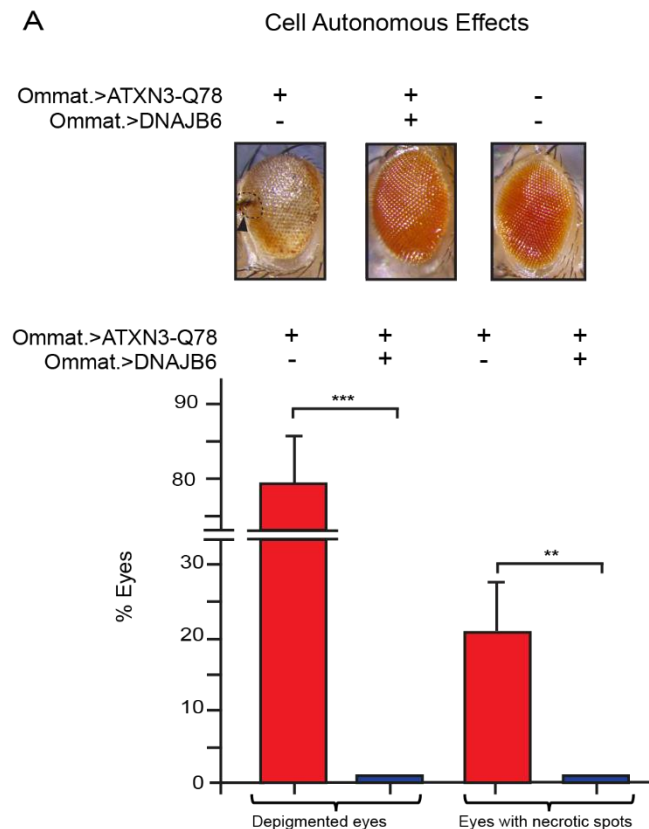 A Cell Autonomous Effects
Ommat.>ATXN3-Q78 + + -
Ommat.>DNAJB6 - + -
Ommat.>ATXN3-Q78 + + + +
Ommat.>DNAJB6 - + - +
90
***
80
% Eyes
30
**
20
10
0
Depigmented eyes Eyes with necrotic spots